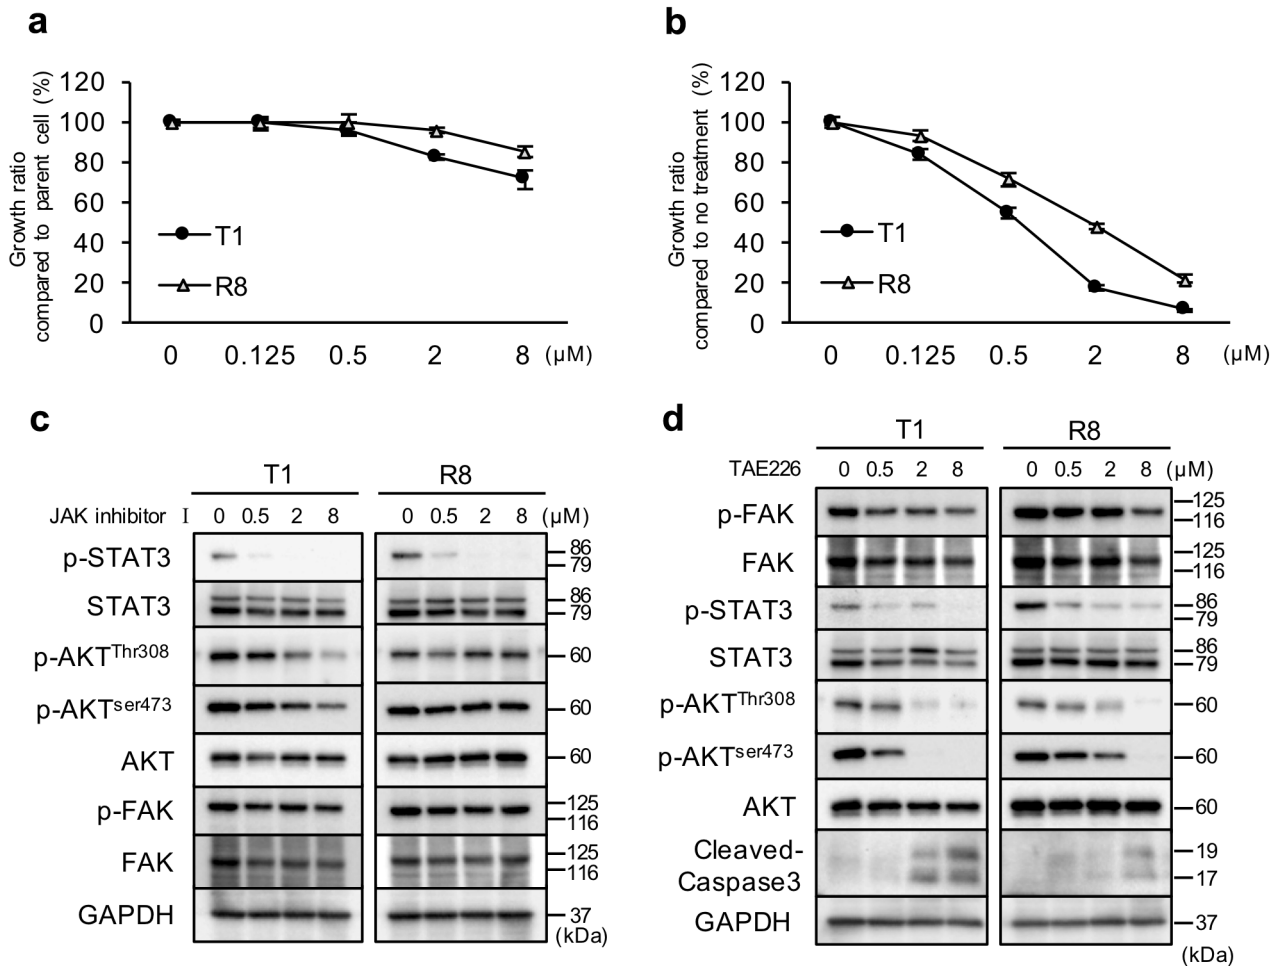 a
Growth ratio
compared to parent cell (%)
120
100
80
60
40
20
0
T1
R8
0 0.125 0.5 2 8 (μM)
b
Growth ratio
compared to no treatment (%)
120
100
80
60
40
20
0
T1
R8
0 0.125 0.5 2 8 (μM)
c
T1 R8
JAK inhibitor I 0 0.5 2 8 0 0.5 2 8 (μM)
p-STAT3 86
79
STAT3 86
79
p-AKTThr308 60
p-AKTser473 60
AKT 60
p-FAK 125
116
FAK 125
116
GAPDH 37
(kDa)
d
T1 R8
TAE226 0 0.5 2 8 0 0.5 2 8 (μM)
p-FAK 125
116
FAK 125
116
p-STAT3 86
79
STAT3 86
79
p-AKTThr308 60
p-AKTser473 60
AKT 60
Cleaved- 19
Caspase3 17
GAPDH 37
(kDa)